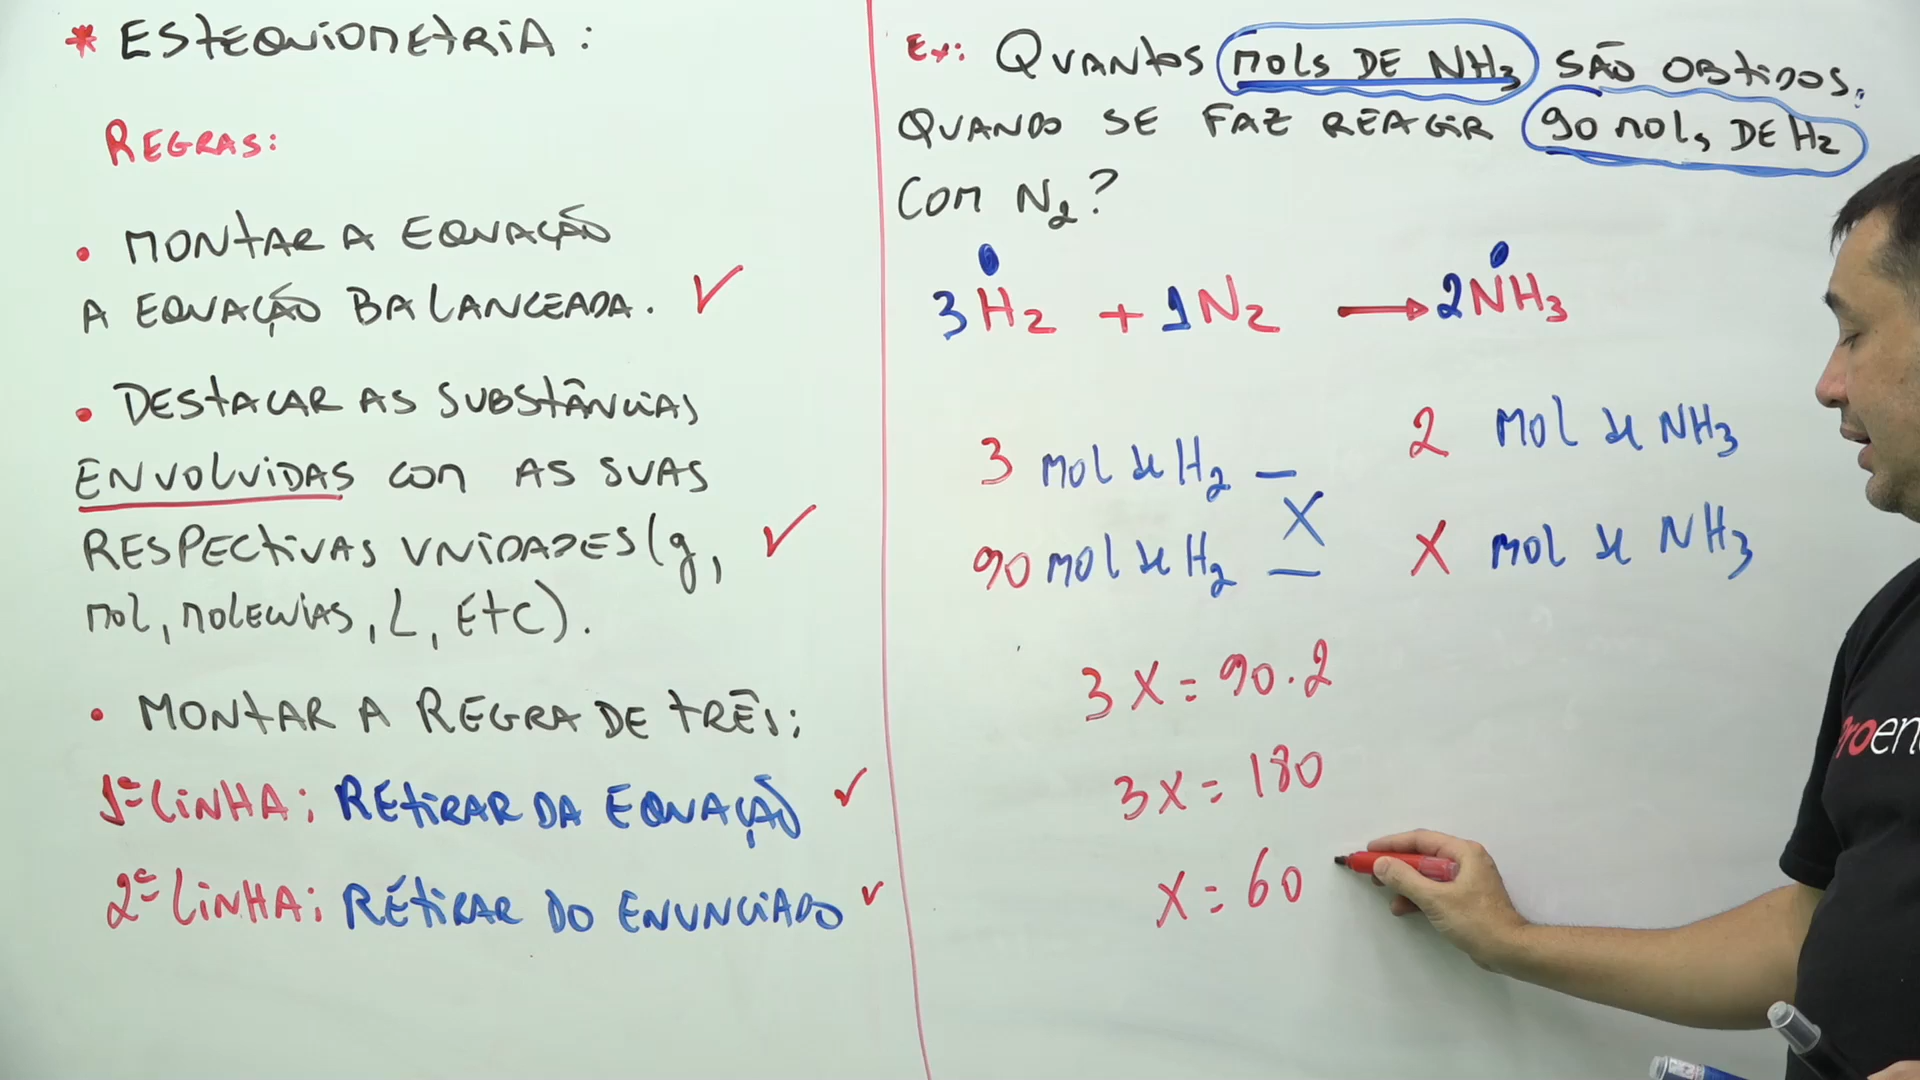 * ESTEQUIOMETRIA:
REGRAS:
• MONTAR A EQUAÇÃO
A EQUAÇÃO BALANCEADA. ✓
• DESTACAR AS SUBSTÂNCIAS
ENVOLVIDAS COM AS SUAS
RESPECTIVAS UNIDADES (g, ✓
mol, MOLECULAS, L, ETC).
• MONTAR A REGRA DE TRÊS:
1ª LINHA: RETIRAR DA EQUAÇÃO ✓
2ª LINHA: RETIRAR DO ENUNCIADO ✓
Ex: QUANTOS MOLS DE NH3 SÃO OBTIDOS,
QUANDO SE FAZ REAGIR 90 MOLS DE H2
COM N2?
3H2 + 1N2 → 2NH3
3 mol de H2 — 2 mol de NH3
X
90 mol de H2 — X mol de NH3
3X = 90.2
3X = 180
X = 60